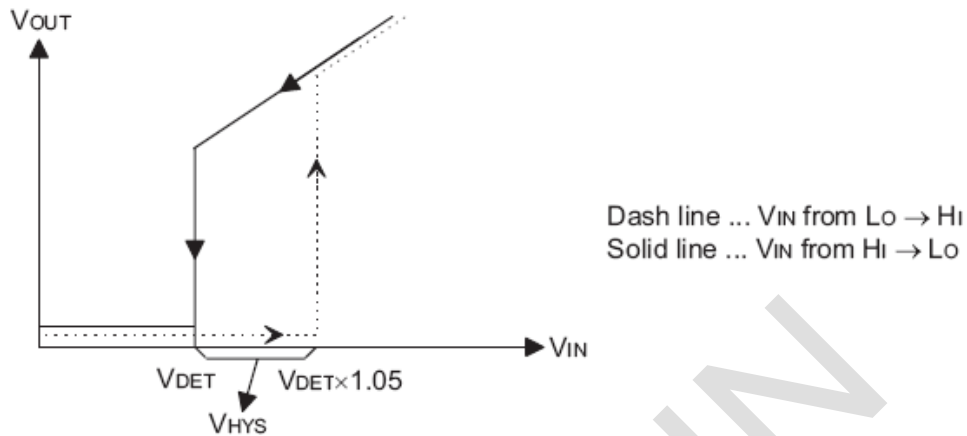 VOUT
Dash line ... VIN from LO → HI
Solid line ... VIN from HI → LO
VIN
VDET
VDET×1.05
VHYS